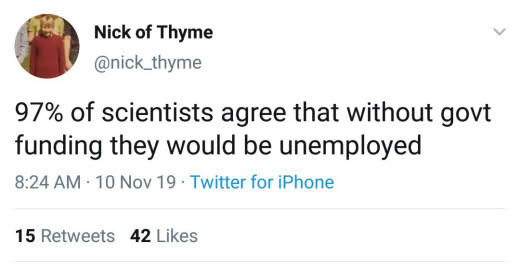 Nick of Thyme
@nick_thyme
97% of scientists agree that without govt
funding they would be unemployed
8:24 AM · 10 Nov 19 · Twitter for iPhone
15 Retweets 42 Likes